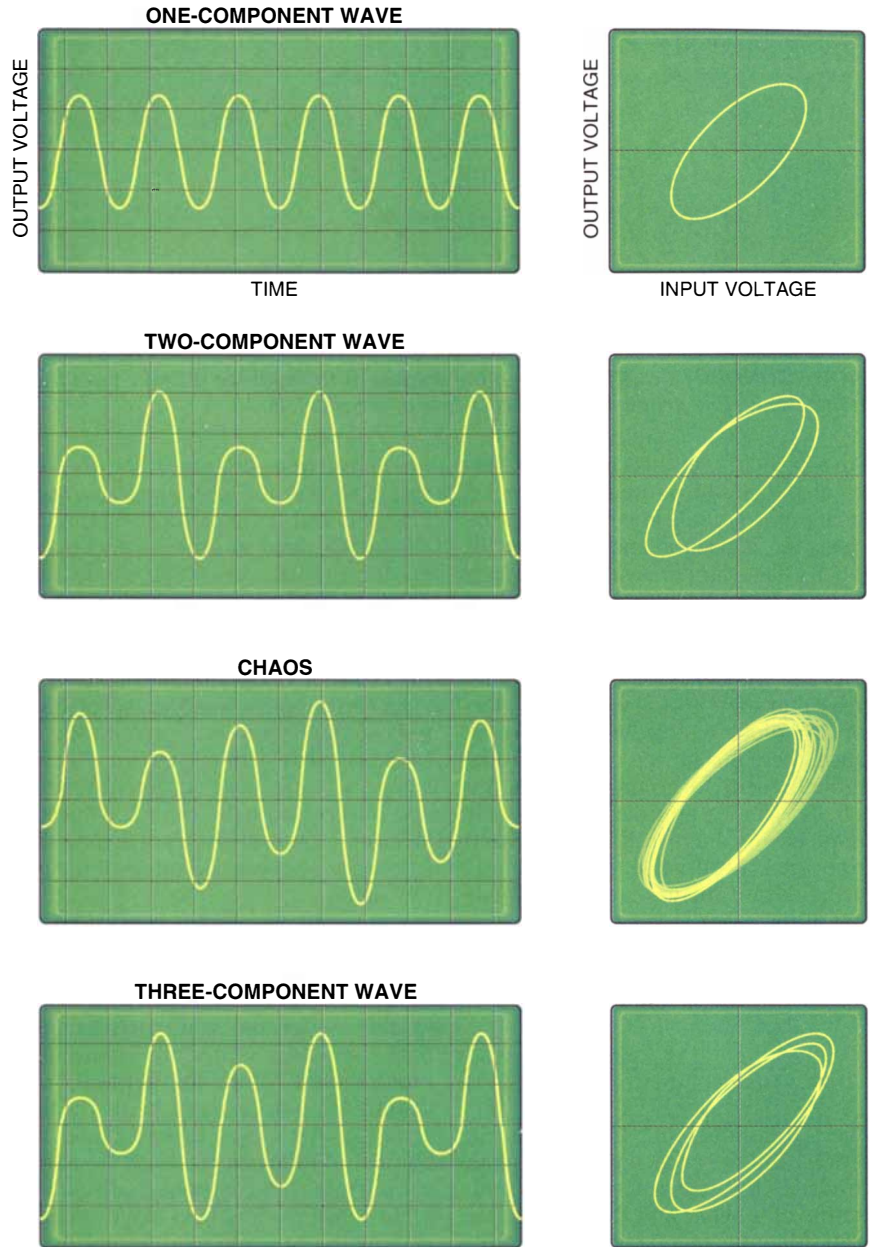 ONE-COMPONENT WAVE
OUTPUT VOLTAGE
OUTPUT VOLTAGE
TIME
INPUT VOLTAGE
TWO-COMPONENT WAVE
CHAOS
THREE-COMPONENT WAVE